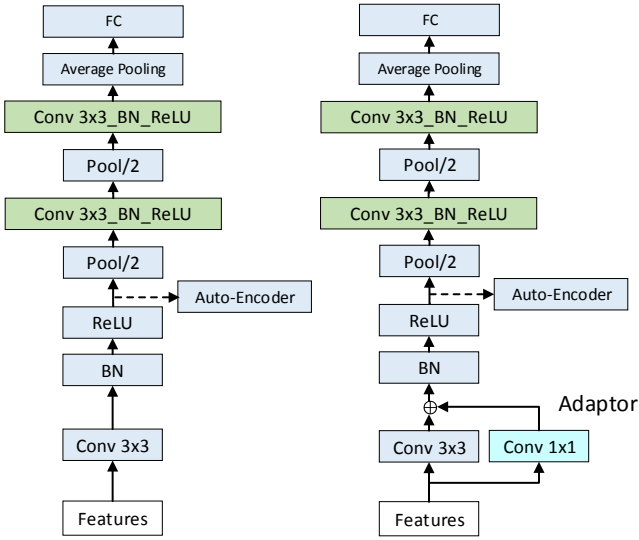 FC
Average Pooling
Conv 3x3_BN_ReLU
Pool/2
Conv 3x3_BN_ReLU
Pool/2
Auto-Encoder
ReLU
BN
Conv 3x3
Features
FC
Average Pooling
Conv 3x3_BN_ReLU
Pool/2
Conv 3x3_BN_ReLU
Pool/2
Auto-Encoder
ReLU
BN
Adaptor
Conv 3x3
Conv 1x1
Features